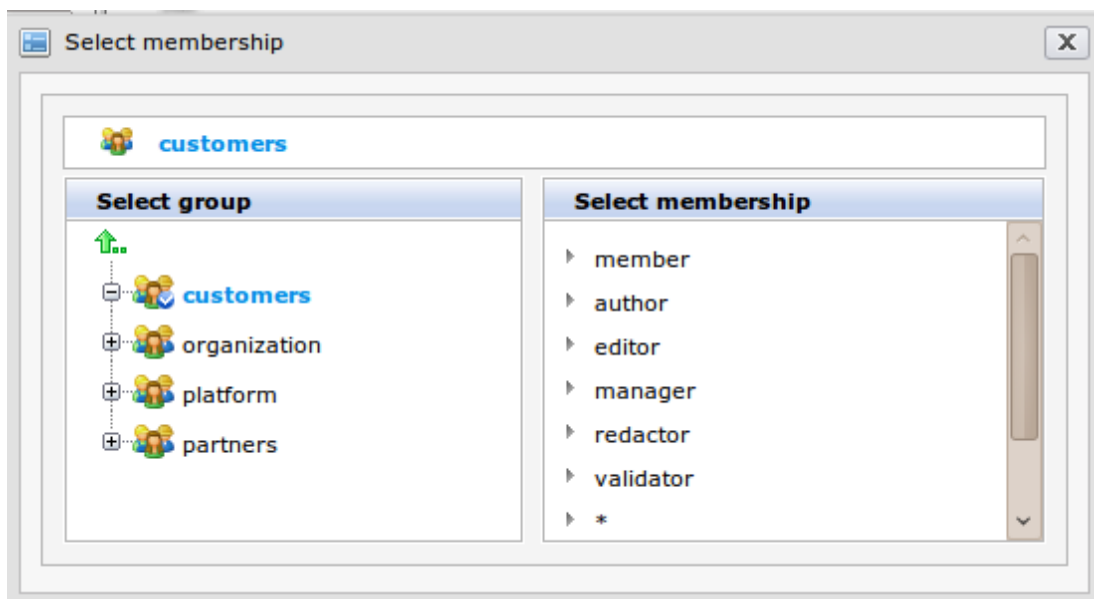 Select membership
X
customers
Select group
Select membership
..
customers
organization
platform
partners
member
author
editor
manager
redactor
validator
*